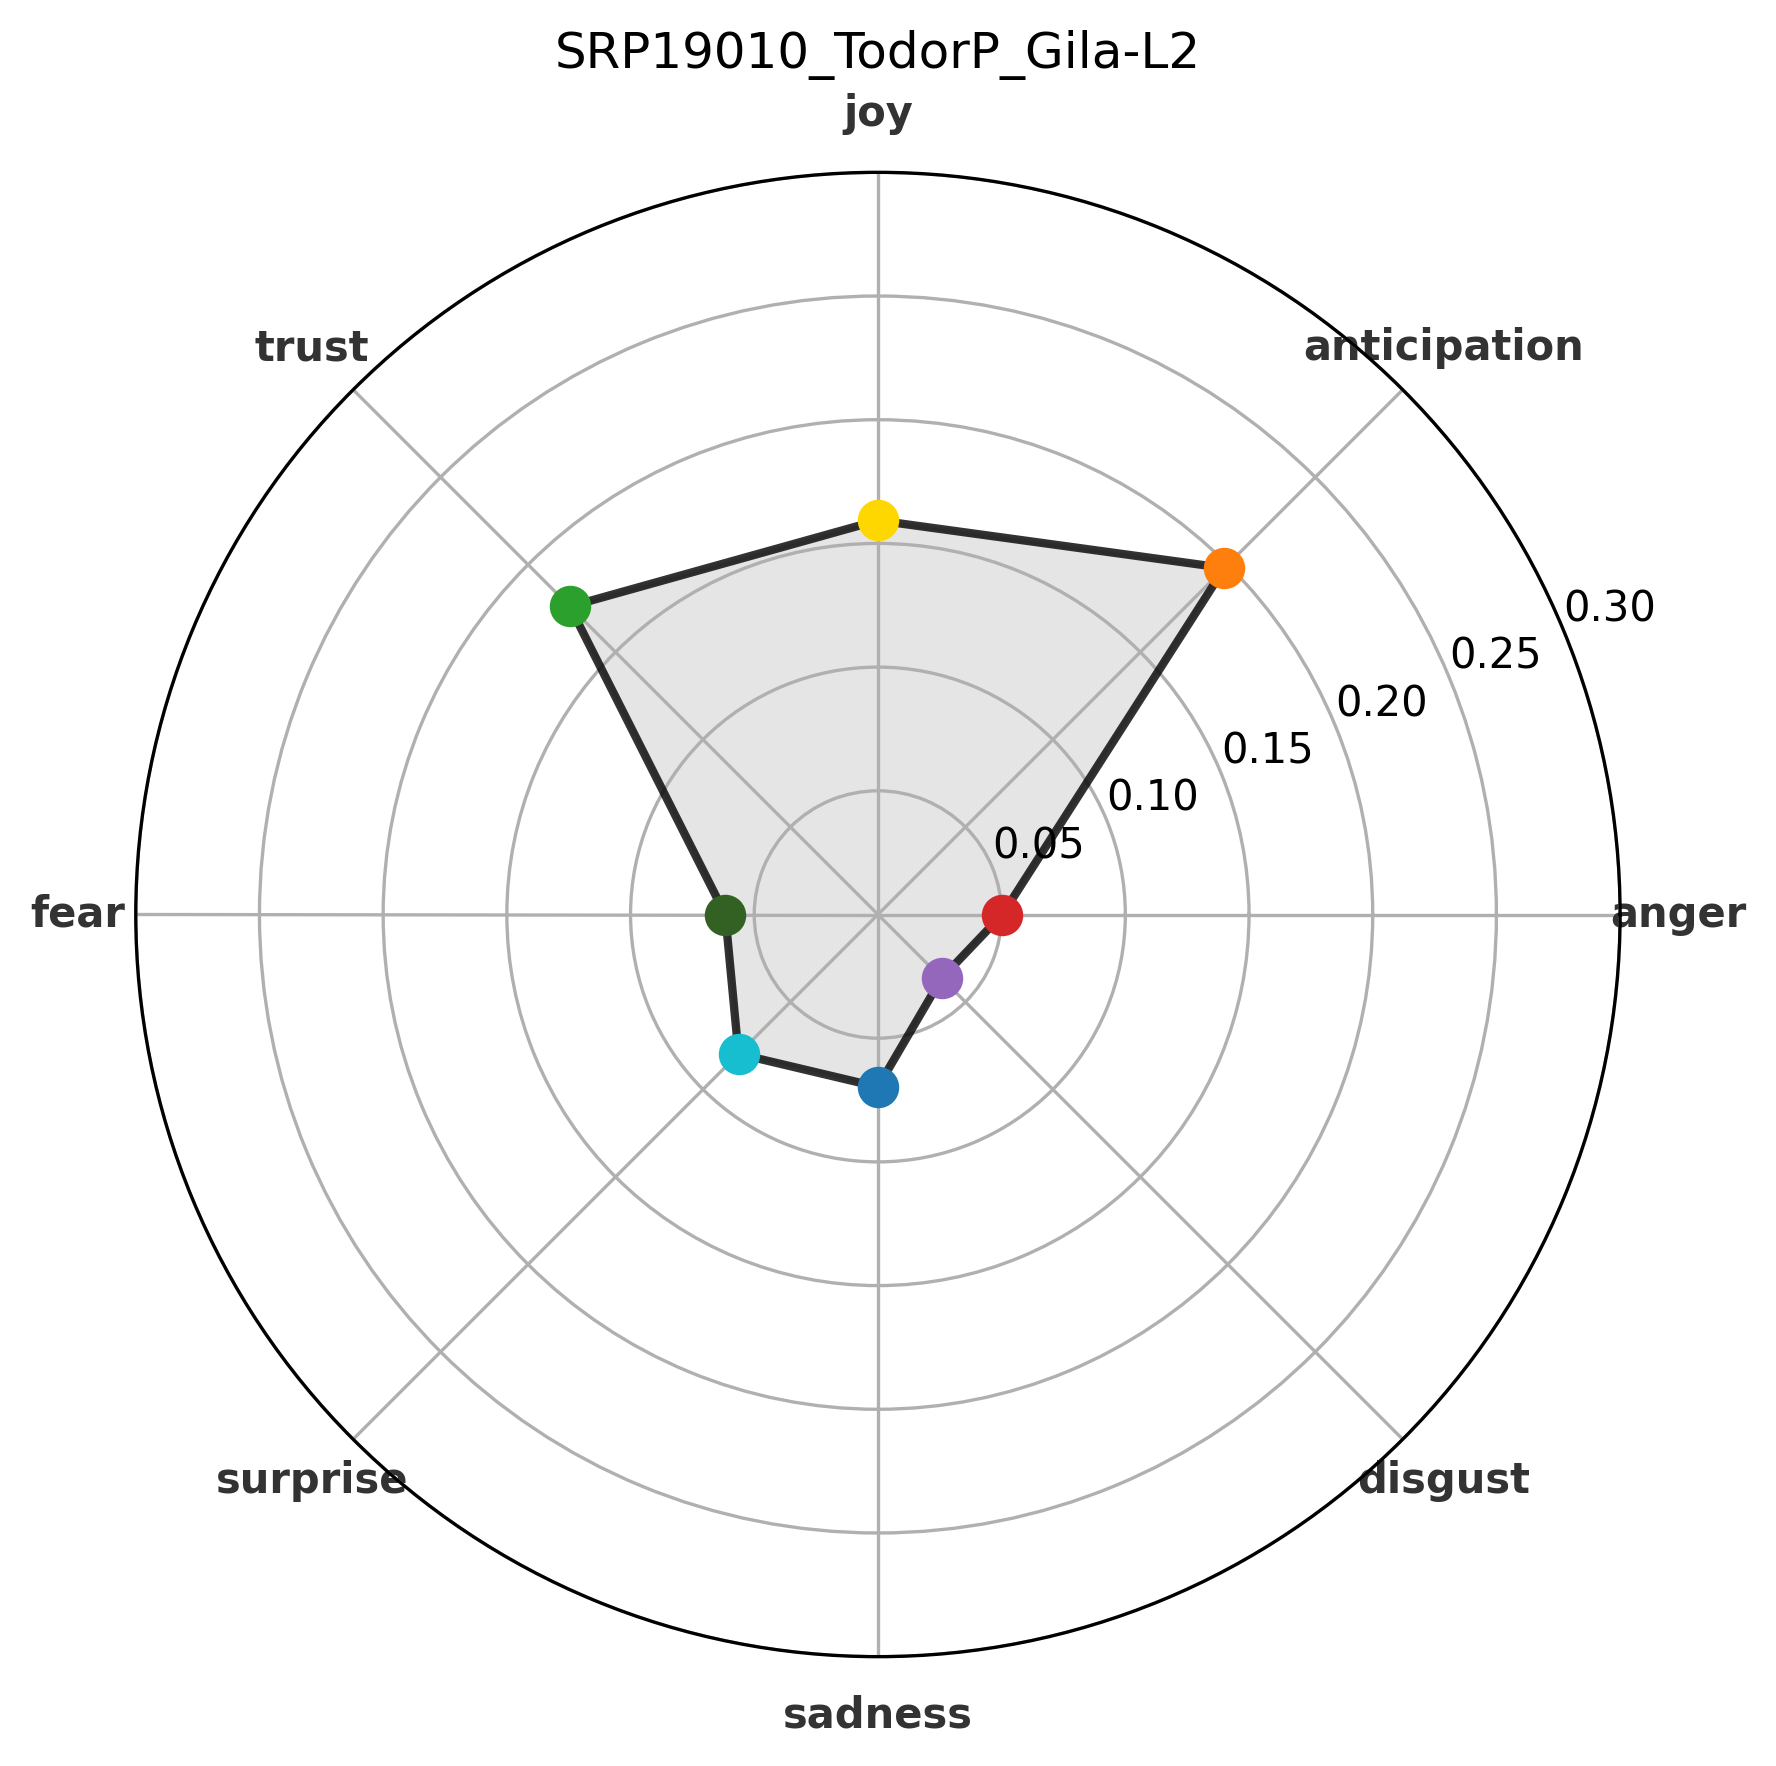 SRP19010_TodorP_Gila-L2
joy
trust
anticipation
0.30
0.25
0.20
0.15
0.10
0.05
fear
anger
surprise
disgust
sadness